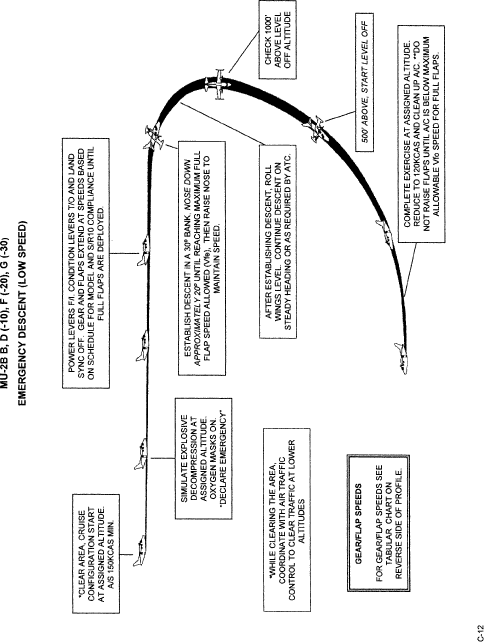 MU-2B B, D (-10), F (-20), G (-30)
EMERGENCY DESCENT (LOW SPEED)
*CLEAR AREA, CRUISE
CONFIGURATION START
AT ASSIGNED ALTITUDE.
A/S 150KCAS MIN.
SIMULATE EXPLOSIVE
DECOMPRESSION AT
ASSIGNED ALTITUDE.
OXYGEN MASKS ON.
"DECLARE EMERGENCY"
POWER LEVERS F/I. CONDITION LEVERS T/O AND LAND
SYNC OFF. GEAR AND FLAPS EXTEND AT SPEEDS BASED
ON SCHEDULE FOR MODEL AND S/R10 COMPLIANCE UNTIL
FULL FLAPS ARE DEPLOYED.
ESTABLISH DESCENT IN A 30º BANK. NOSE DOWN
APPROXIMATELY 20º UNTIL REACHING MAXIMUM FULL
FLAP SPEED ALLOWED (Vfe). THEN RAISE NOSE TO
MAINTAIN SPEED.
AFTER ESTABLISHING DESCENT, ROLL
WINGS LEVEL. CONTINUE DESCENT ON
STEADY HEADING OR AS REQUIRED BY ATC.
CHECK 1000'
ABOVE LEVEL
OFF ALTITUDE
500' ABOVE, START LEVEL OFF
COMPLETE EXERCISE AT ASSIGNED ALTITUDE.
REDUCE TO 120KCAS AND CLEAN UP A/C. **DO
NOT RAISE FLAPS UNTIL A/C IS BELOW MAXIMUM
ALLOWABLE Vfo SPEED FOR FULL FLAPS.
*WHILE CLEARING THE AREA,
COORDINATE WITH AIR TRAFFIC
CONTROL TO CLEAR TRAFFIC AT LOWER
ALTITUDES
GEAR/FLAP SPEEDS
FOR GEAR/FLAP SPEEDS SEE
TABULAR CHART ON
REVERSE SIDE OF PROFILE.
C-12